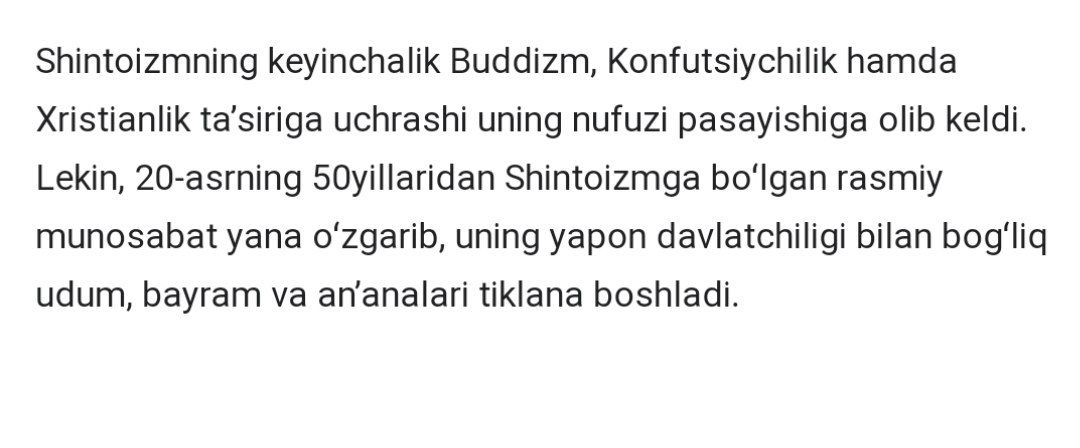 Shintoizmning keyinchalik Buddizm, Konfutsiychilik hamda
Xristianlik ta’siriga uchrashi uning nufuzi pasayishiga olib keldi.
Lekin, 20-asrning 50yillaridan Shintoizmga bo‘lgan rasmiy
munosabat yana o‘zgarib, uning yapon davlatchiligi bilan bog‘liq
udum, bayram va an’analari tiklana boshladi.